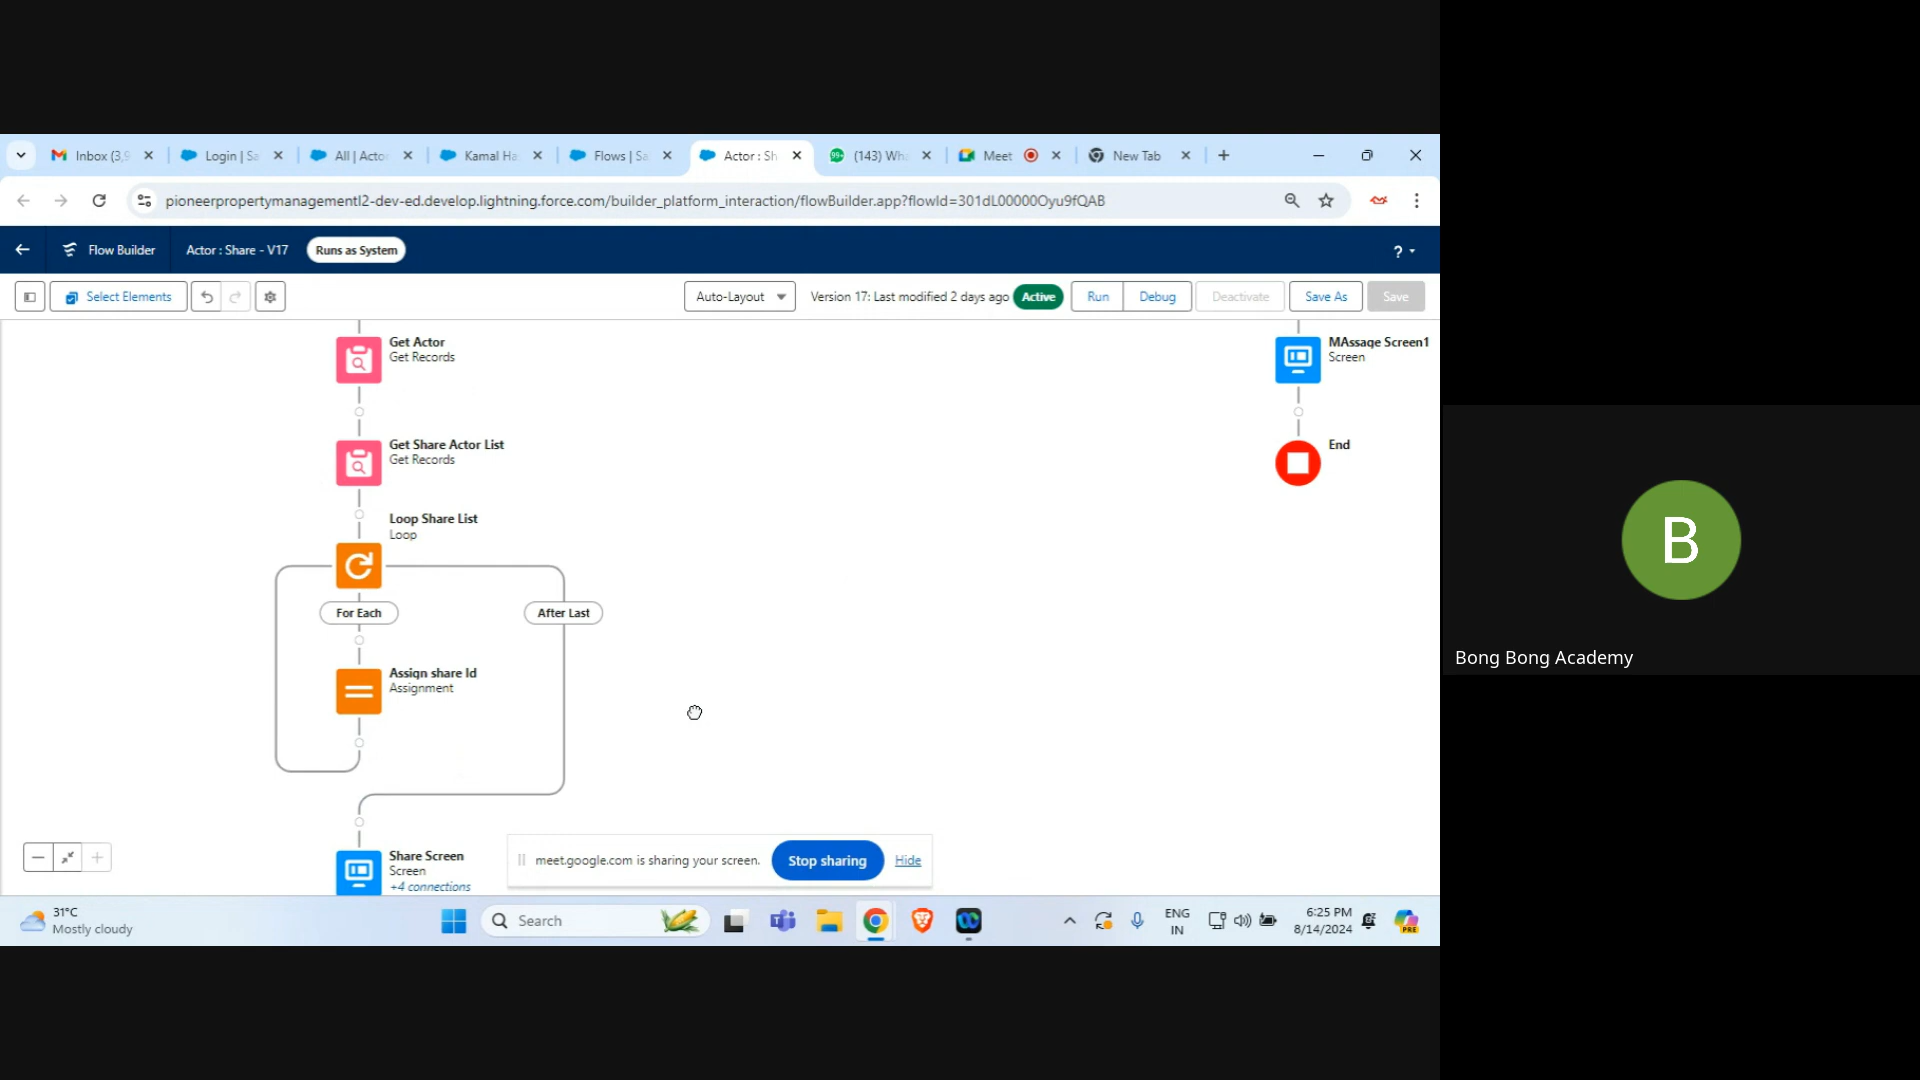 Inbox (3,9
Login | Sa
All | Acto
Kamal Ha
Flows | Sa
Actor : Sh
99+
(143) Wh
Meet
New Tab
pioneerpropertymanagementl2-dev-ed.develop.lightning.force.com/builder_platform_interaction/flowBuilder.app?flowId=301dL00000Oyu9fQAB
Flow Builder
Actor : Share - V17
Runs as System
?
Select Elements
Auto-Layout
Version 17: Last modified 2 days ago
Active
Run
Debug
Deactivate
Save As
Save
Get Actor
Get Records
MAssage Screen1
Screen
Get Share Actor List
Get Records
End
Loop Share List
Loop
For Each
After Last
Assign share Id
Assignment
B
Bong Bong Academy
Share Screen
Screen
+4 connections
meet.google.com is sharing your screen.
Stop sharing
Hide
31°C
Mostly cloudy
Search
ENG
IN
6:25 PM
8/14/2024
PRE